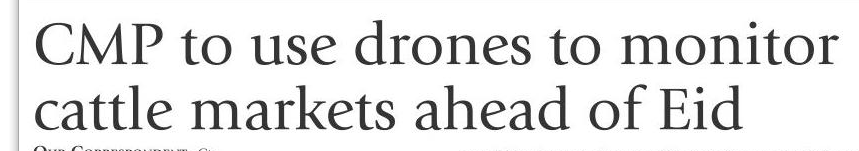 CMP to use drones to monitor
cattle markets ahead of Eid